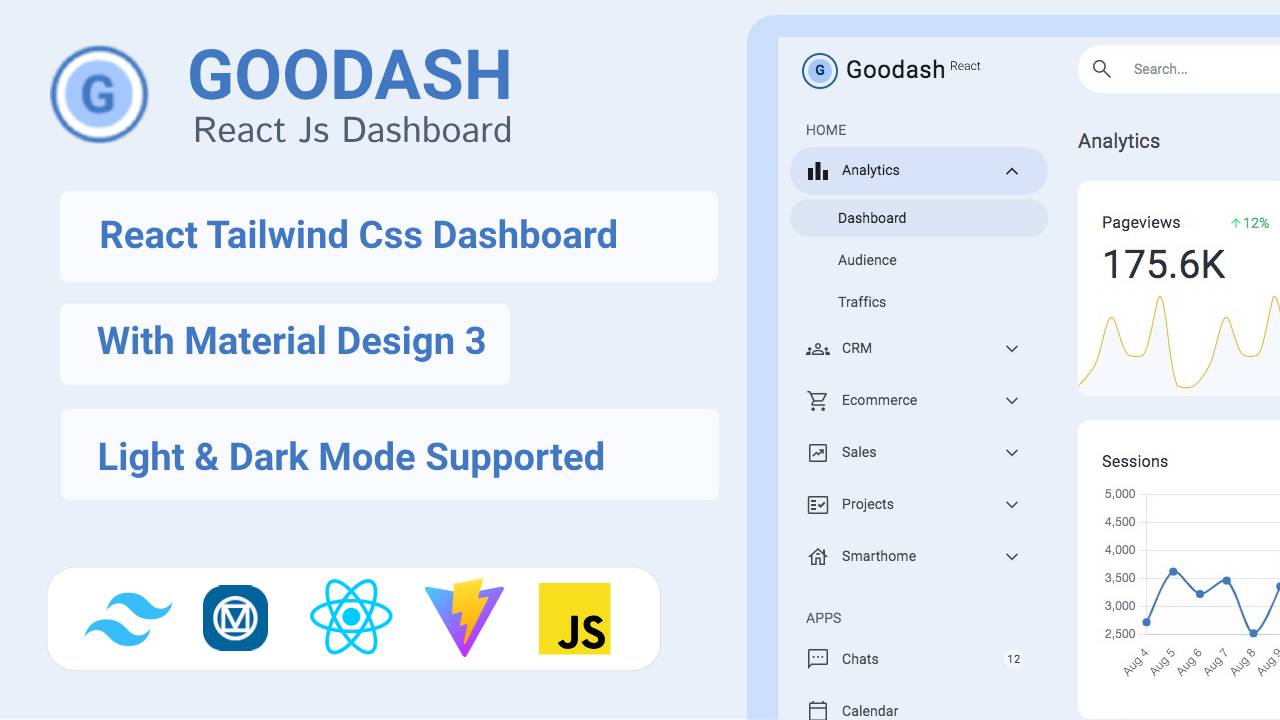 G
GOODASH
React Js Dashboard
React Tailwind Css Dashboard
With Material Design 3
Light & Dark Mode Supported
JS
G
Goodash React
Search...
HOME
Analytics
Dashboard
Audience
Traffics
CRM
Ecommerce
Sales
Projects
Smarthome
APPS
Chats
12
Calendar
Analytics
Pageviews
↑12%
175.6K
Sessions
5,000
4,500
4,000
3,500
3,000
2,500
Aug 4
Aug 5
Aug 6
Aug 7
Aug 8
Aug 9